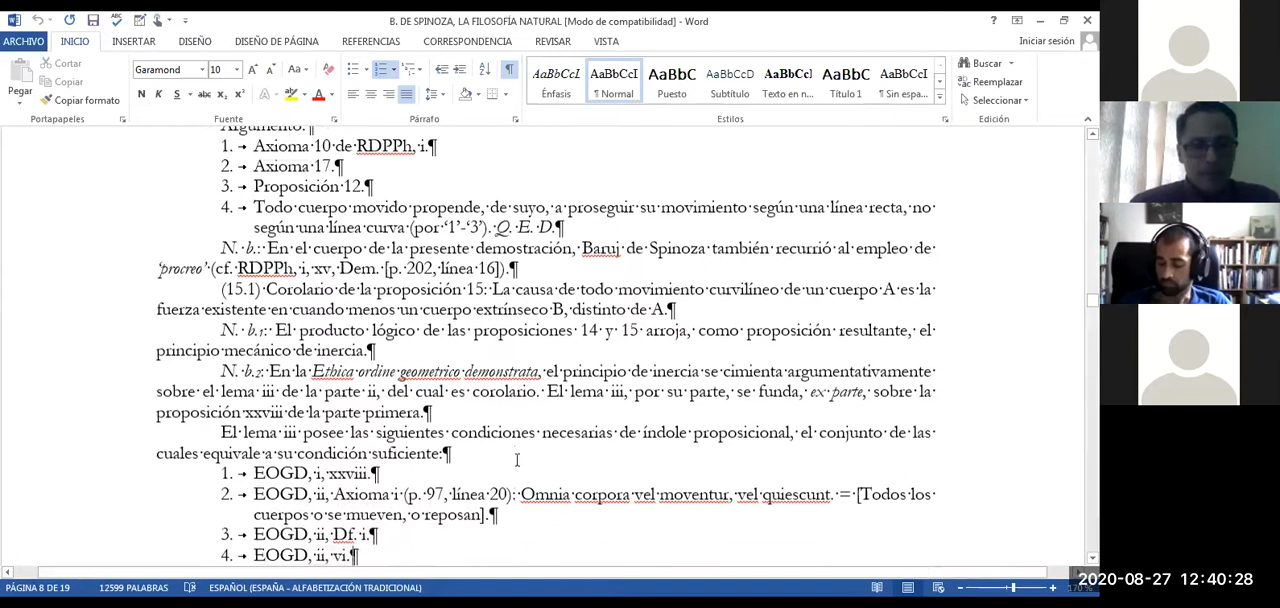 B. DE SPINOZA, LA FILOSOFÍA NATURAL [Modo de compatibilidad] - Word
ARCHIVO INICIO INSERTAR DISEÑO DISEÑO DE PÁGINA REFERENCIAS CORRESPONDENCIA REVISAR VISTA Iniciar sesión
Cortar
Copiar
Pegar
Copiar formato
Portapapeles
Garamond 10
Fuente
Párrafo
AaBbCcI AaBbCcI AaBbC AaBbCcD AaBbCcl AaBbC AaBbCcI
Énfasis ¶ Normal Puesto Subtítulo Texto en n... Título 1 ¶ Sin espa...
Estilos
Buscar
Reemplazar
Seleccionar
Edición
Argumento:¶
1. Axioma 10 de RDPPh, i.¶
2. Axioma 17.¶
3. Proposición 12.¶
4. Todo cuerpo movido propende, de suyo, a proseguir su movimiento según una línea recta, no
según una línea curva (por ‘1’-‘3’). Q. E. D.¶
N. b.: En el cuerpo de la presente demostración, Baruj de Spinoza también recurrió al empleo de
‘procreo’ (cf. RDPPh, i, xv, Dem. [p. 202, línea 16]).¶
(15.1) Corolario de la proposición 15: La causa de todo movimiento curvilíneo de un cuerpo A es la
fuerza existente en cuando menos un cuerpo extrínseco B, distinto de A.¶
N. b.1: El producto lógico de las proposiciones 14 y 15 arroja, como proposición resultante, el
principio mecánico de inercia.¶
N. b.2: En la Ethica ordine geometrico demonstrata, el principio de inercia se cimienta argumentativamente
sobre el lema iii de la parte ii, del cual es corolario. El lema iii, por su parte, se funda, ex parte, sobre la
proposición xxviii de la parte primera.¶
El lema iii posee las siguientes condiciones necesarias de índole proposicional, el conjunto de las
cuales equivale a su condición suficiente:¶
1. EOGD, i, xxviii.¶
2. EOGD, ii, Axioma i (p. 97, línea 20): Omnia corpora vel moventur, vel quiescunt. = [Todos los
cuerpos o se mueven, o reposan].¶
3. EOGD, ii, Df. i.¶
4. EOGD, ii, vi.¶
PÁGINA 8 DE 19 12599 PALABRAS ESPAÑOL (ESPAÑA - ALFABETIZACIÓN TRADICIONAL) 170 %
2020-08-27 12:40:28